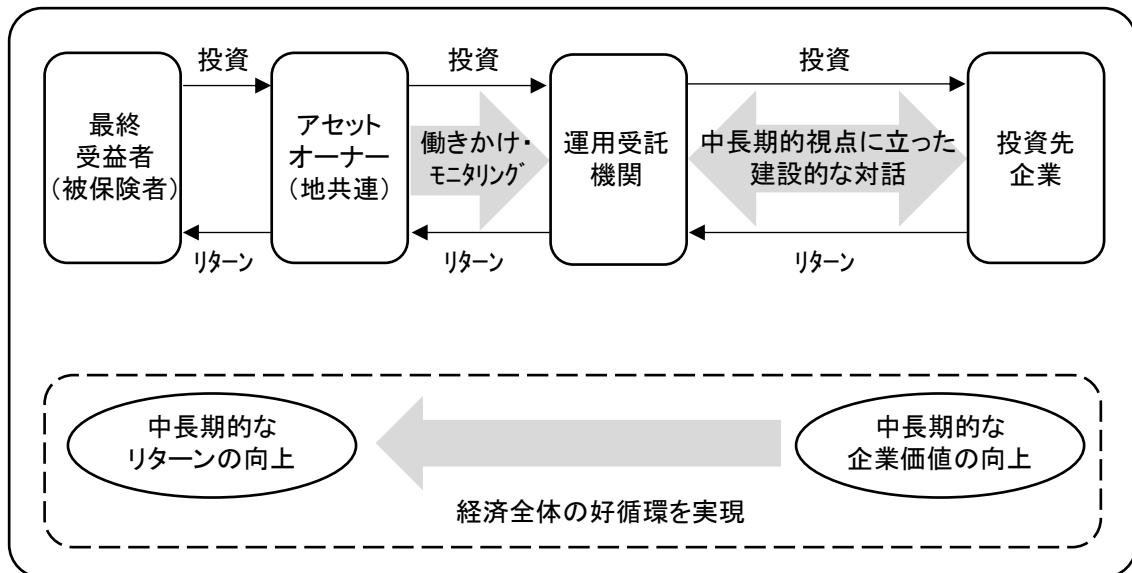 投資
投資
投資
最終
受益者
（被保険者）
アセット
オーナー
（地共連）
働きかけ・
ﾓﾆﾀﾘﾝｸﾞ
運用受託
機関
中長期的視点に立った
建設的な対話
投資先
企業
ﾘﾀｰﾝ
ﾘﾀｰﾝ
ﾘﾀｰﾝ
中長期的な
リターンの向上
中長期的な
企業価値の向上
経済全体の好循環を実現